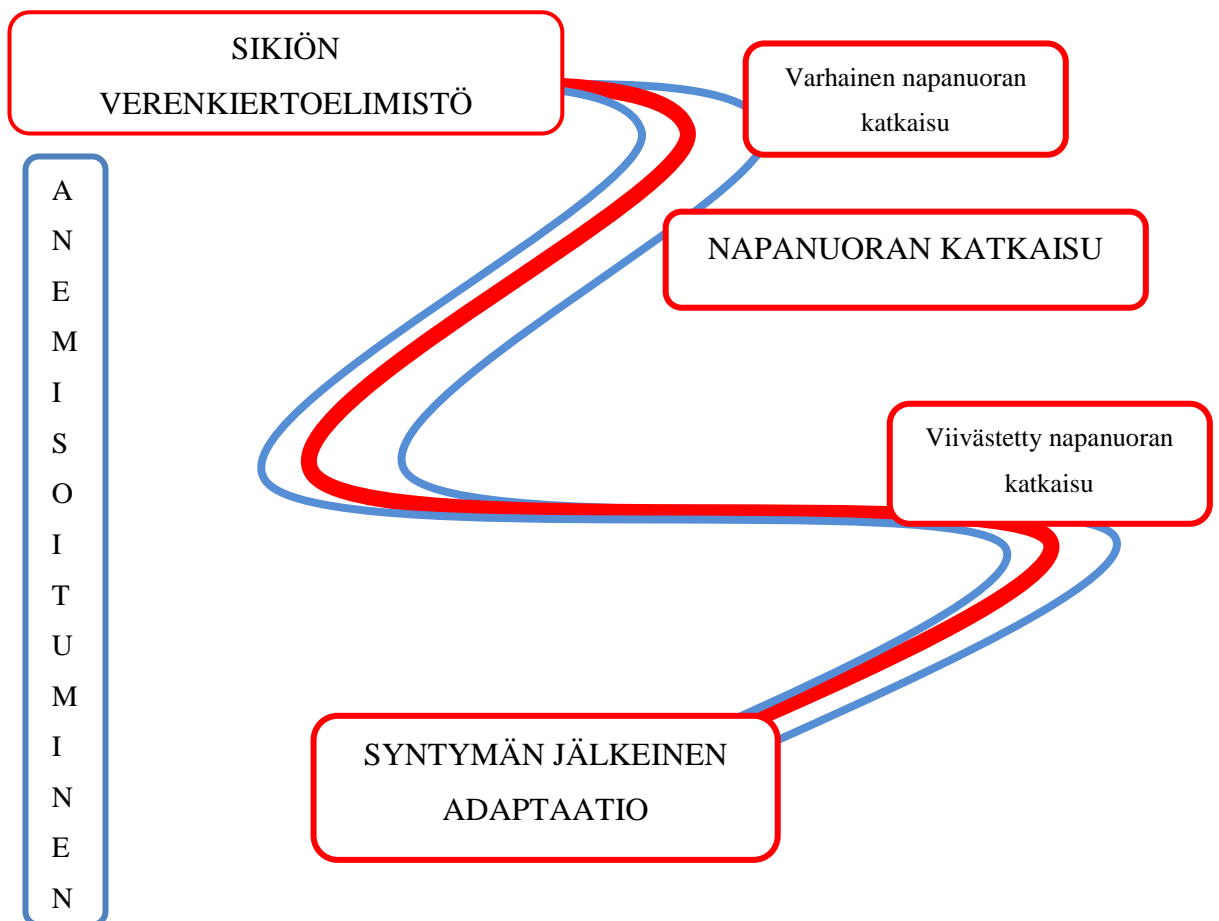 SIKIÖN
VERENKIERTOELIMISTÖ
Varhainen napanuoran
katkaisu
NAPANUORAN KATKAISU
Viivästetty napanuoran
katkaisu
SYNTYMÄN JÄLKEINEN
ADAPTAATIO
A
N
E
M
I
S
O
I
T
U
M
I
N
E
N